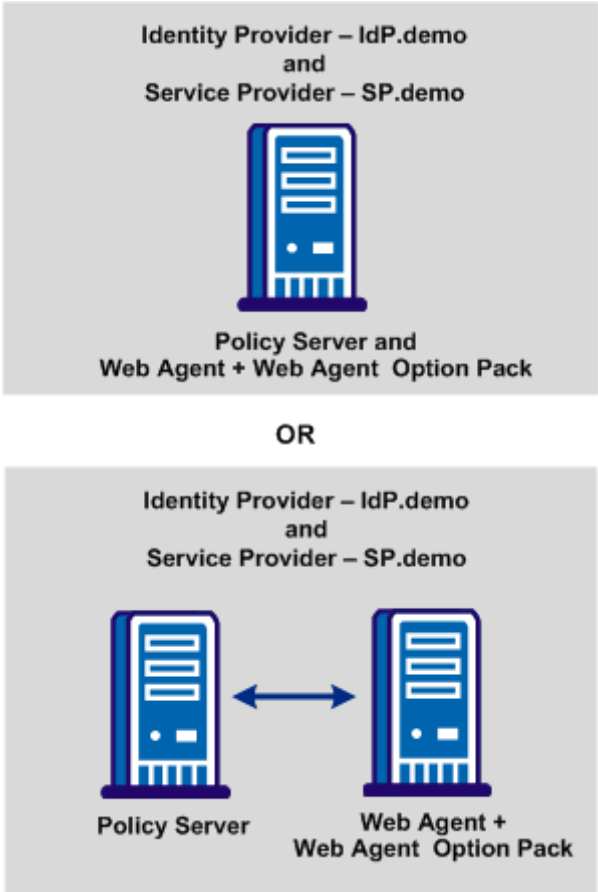 Identity Provider – IdP.demo
and
Service Provider – SP.demo
Policy Server and
Web Agent + Web Agent Option Pack
OR
Identity Provider – IdP.demo
and
Service Provider – SP.demo
Policy Server
Web Agent +
Web Agent Option Pack